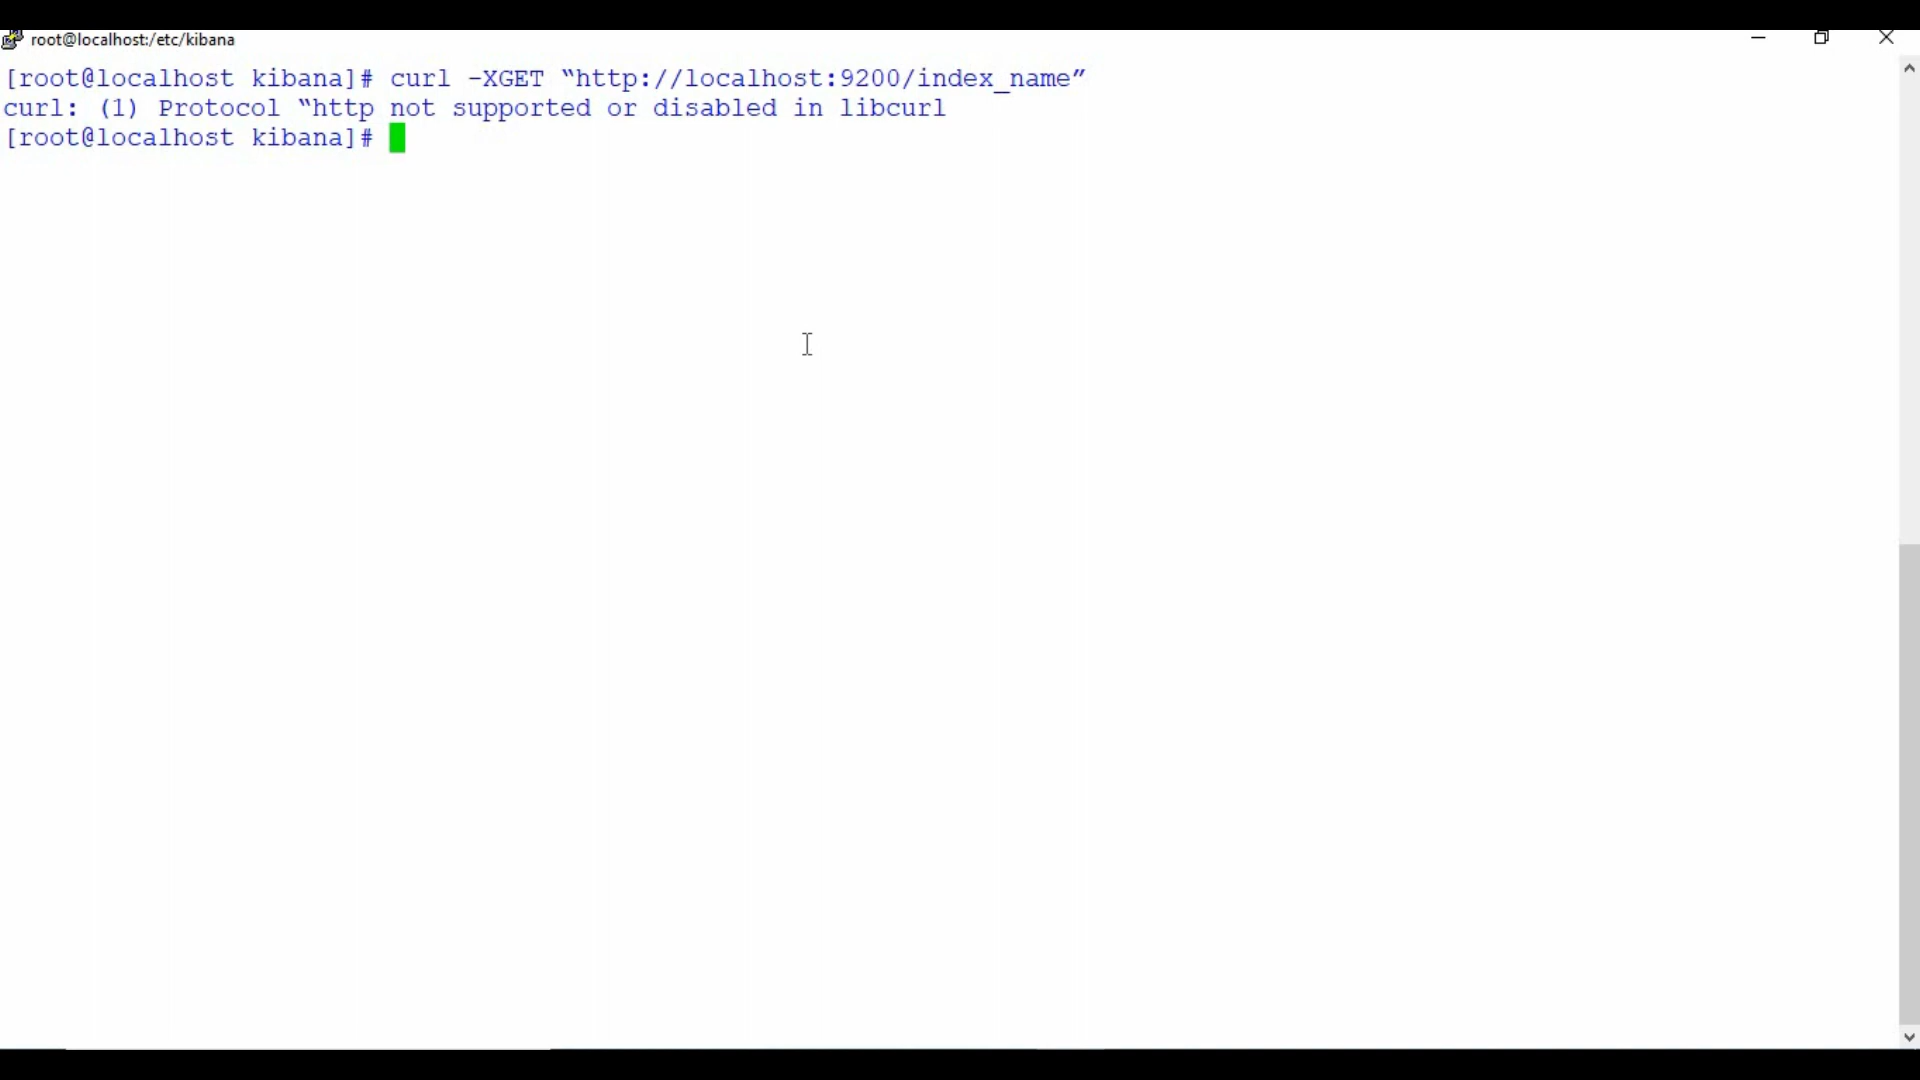 root@localhost:/etc/kibana
[root@localhost kibana]# curl -XGET “http://localhost:9200/index_name”
curl: (1) Protocol “http not supported or disabled in libcurl
[root@localhost kibana]#